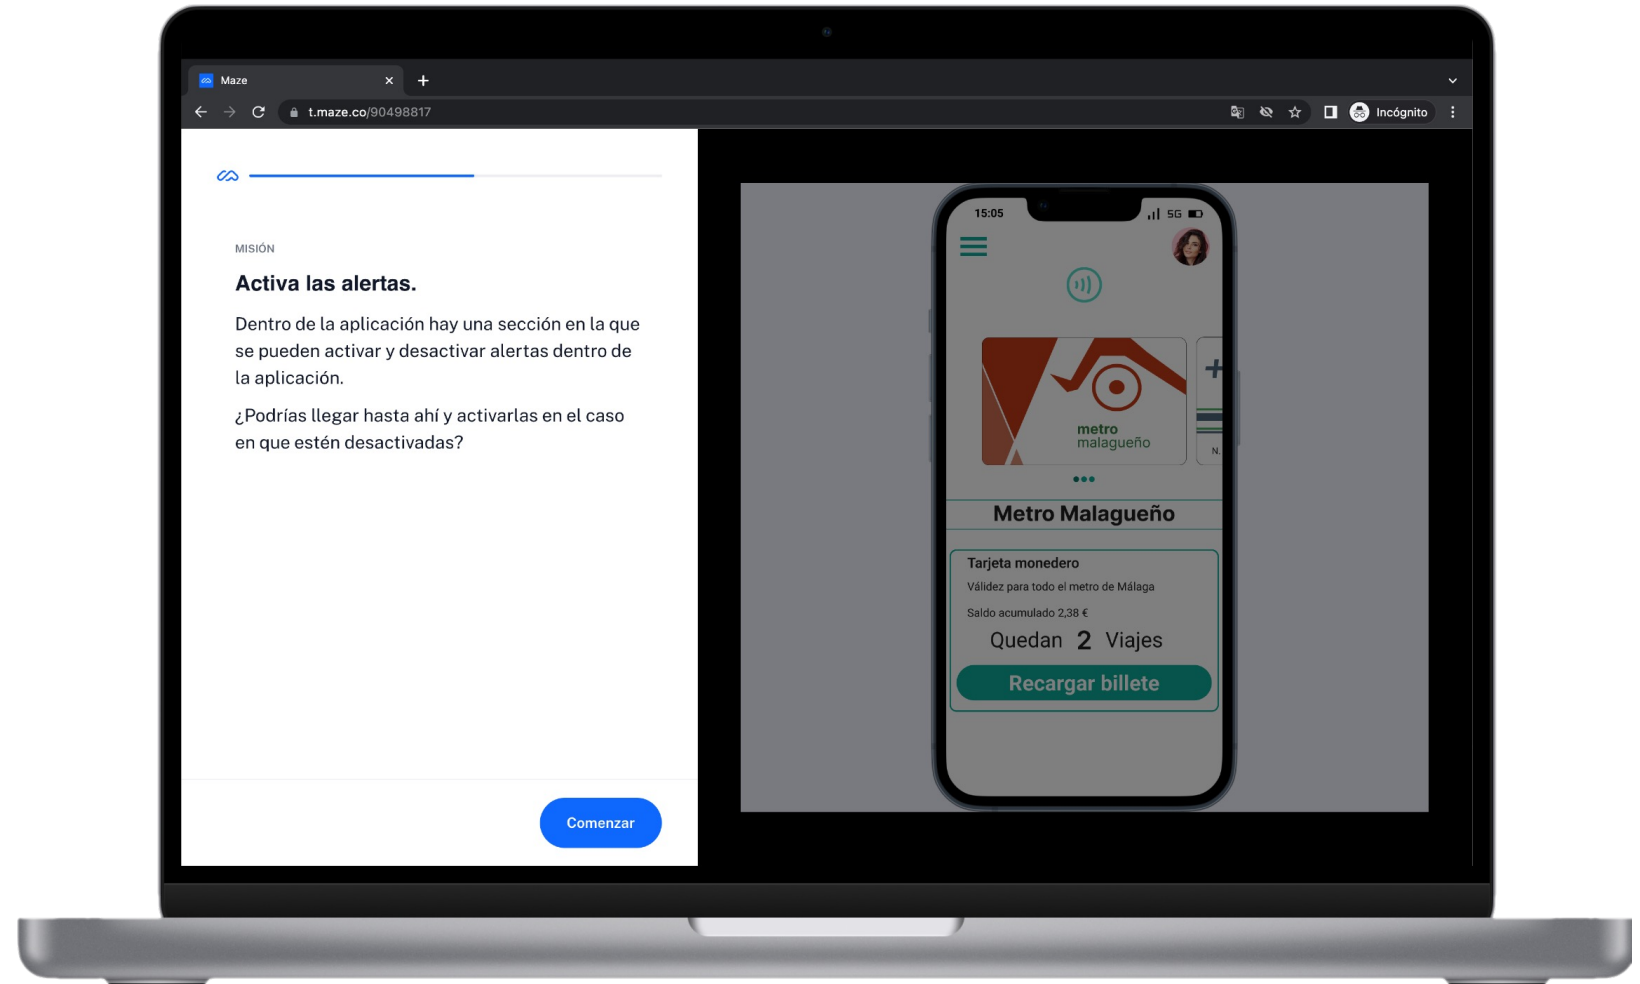 Maze
t.maze.co/90498817
Incógnito
MISIÓN
Activa las alertas.
Dentro de la aplicación hay una sección en la que
se pueden activar y desactivar alertas dentro de
la aplicación.
¿Podrías llegar hasta ahí y activarlas en el caso
en que estén desactivadas?
Comenzar
15:05
5G
metro
malagueño
N.
Metro Malagueño
Tarjeta monedero
Válidez para todo el metro de Málaga
Saldo acumulado 2,38 €
Quedan 2 Viajes
Recargar billete